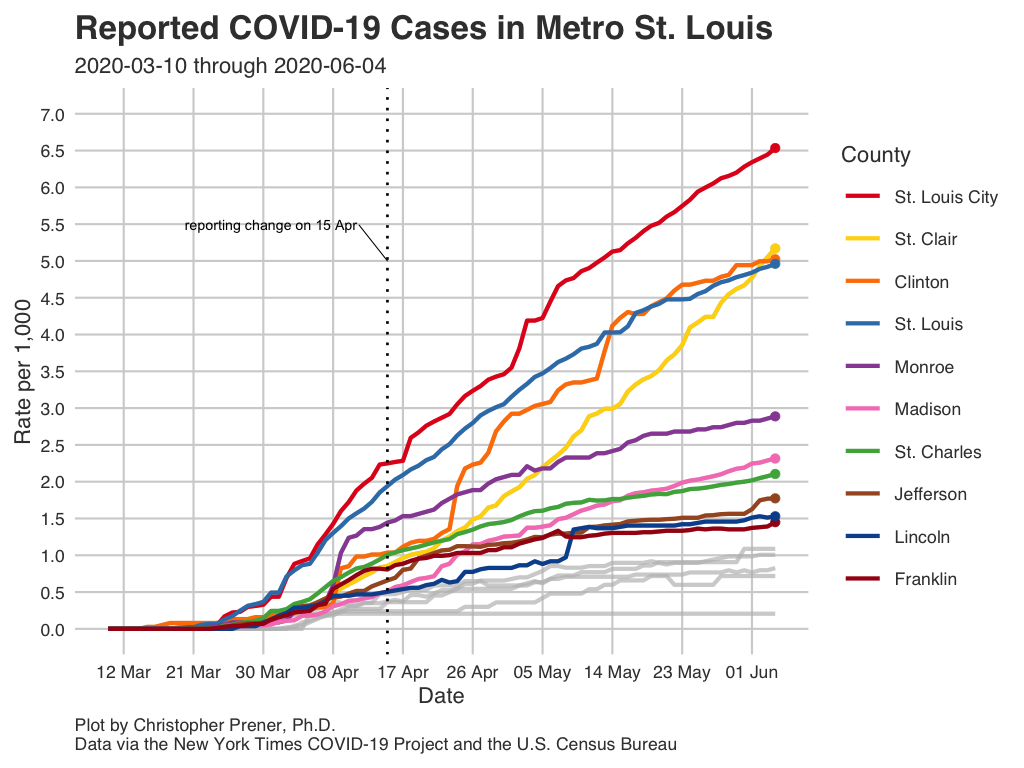 Reported COVID-19 Cases in Metro St. Louis
2020-03-10 through 2020-06-04
7.0
6.5
6.0
5.5
5.0
4.5
4.0
3.5
3.0
2.5
2.0
1.5
1.0
0.5
0.0
Rate per 1,000
reporting change on 15 Apr
12 Mar
21 Mar
30 Mar
08 Apr
17 Apr
26 Apr
05 May
14 May
23 May
01 Jun
Date
County
St. Louis City
St. Clair
Clinton
St. Louis
Monroe
Madison
St. Charles
Jefferson
Lincoln
Franklin
Plot by Christopher Prener, Ph.D.
Data via the New York Times COVID-19 Project and the U.S. Census Bureau